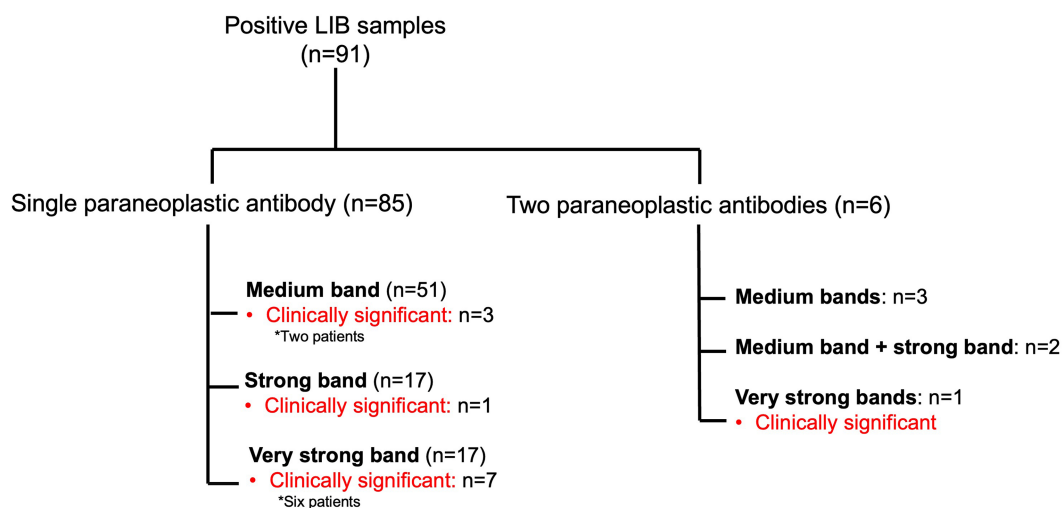 Positive LIB samples
(n=91)
Single paraneoplastic antibody (n=85)
Medium band (n=51)
• Clinically significant: n=3
*Two patients
Strong band (n=17)
• Clinically significant: n=1
Very strong band (n=17)
• Clinically significant: n=7
*Six patients
Two paraneoplastic antibodies (n=6)
Medium bands: n=3
Medium band + strong band: n=2
Very strong bands: n=1
• Clinically significant